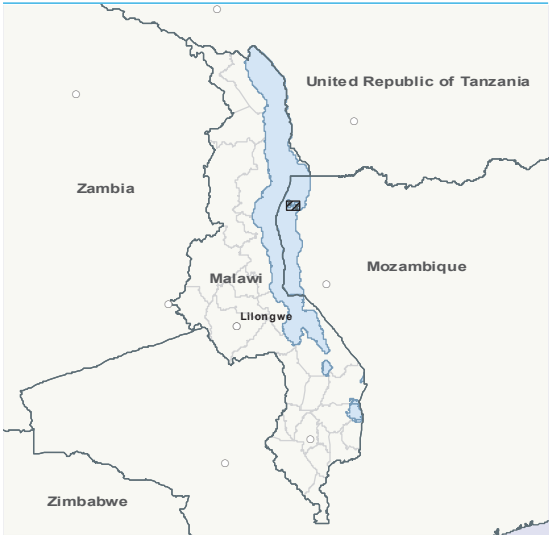 United Republic of Tanzania
Zambia
Mozambique
Malawi
Lilongwe
Zimbabwe